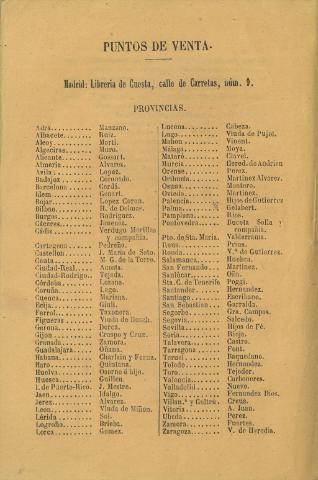 PUNTOS DE VENTA.
Madrid: Librería de Cuesta, calle de Carretas, núm. 9.
PROVINCIAS.
Adra.......... Manzano.
Albacete...... Ruiz.
Alcoy......... Martí.
Algeciras..... Muro.
Alicante...... Gossart.
Almería....... Alvarez.
Avila......... Lopez.
Badajoz....... Coronado.
Barcelona..... Cerdá.
Idem.......... Gener.
Bejar......... Lopez Coron.
Bilbao........ H. de Delmas.
Burgos........ Rodriguez.
Cáceres....... Jimenez.
Cádiz......... Verdugo Morillas
y compañía.
Cartagena..... Pedreño.
Castellon..... J. María de Soto.
Ceuta......... M. G. de la Torre.
Ciudad-Real... Acosta.
Ciudad-Rodrigo.. Tejeda.
Córdoba....... Lozano.
Coruña........ Lago.
Cuenca........ Mariana.
Ecija......... Giuli.
Ferrol........ Taxonera.
Figueras...... Viuda de Bosch.
Gerona........ Dorca.
Gijon......... Crespo y Cruz.
Granada....... Zamora.
Guadalajara... Oñana.
Habana........ Charlain y Fernz.
Haro.......... Quintana.
Huelva........ Osorno é hijo.
Huesca........ Guillen.
I. de Puerto-Rico. J. Mestre.
Jaen.......... Idalgo.
Jerez......... Alvarez.
Leon.......... Viuda de Miñon.
Lérida........ Sol.
Logroño....... Brieba.
Lorca......... Gomez.
Lucena........ Cabeza.
Lugo.......... Viuda de Pujol.
Mahon......... Vinent.
Málaga........ Moya.
Mataró........ Clavel.
Murcia........ Hered. de Andrion
Orense........ Perez.
Orihuela...... Martinez Alvarez.
Osuna......... Montero.
Oviedo........ Martinez.
Palencia...... Hijos de Gutierrez
Palma......... Gelabert.
Pamplona...... Rios.
Pontevedra.... Buceta Solla y
compañía.
Pto. de Sta. María. Valderrama.
Reus.......... Prius.
Ronda......... V.ª de Gutierrez.
Salamanca..... Huebra.
San Fernando.. Martinez.
Sanlúcar...... Oña.
Sta. C. de Tenerife Poggi.
Santander..... Hernandez.
Santiago...... Escribano.
San Sebastian. Garralda.
Segorbe....... Gra. Campos.
Segovia....... Salcedo.
Sevilla....... Hijos de Fé.
Soria......... Rioja.
Talavera...... Castro.
Tarragona..... Font.
Teruel........ Baquedano.
Toledo........ Hernandez.
Toro.......... Tejedor.
Valencia...... Carboneres.
Valladolid.... Nuevo.
Vigo.......... Fernandez Dios.
Villan.ª y Geltrú. Creus.
Vitoria....... A. Juan.
Ubeda......... Perez.
Zamora........ Fuertes.
Zaragoza...... V. de Heredia.